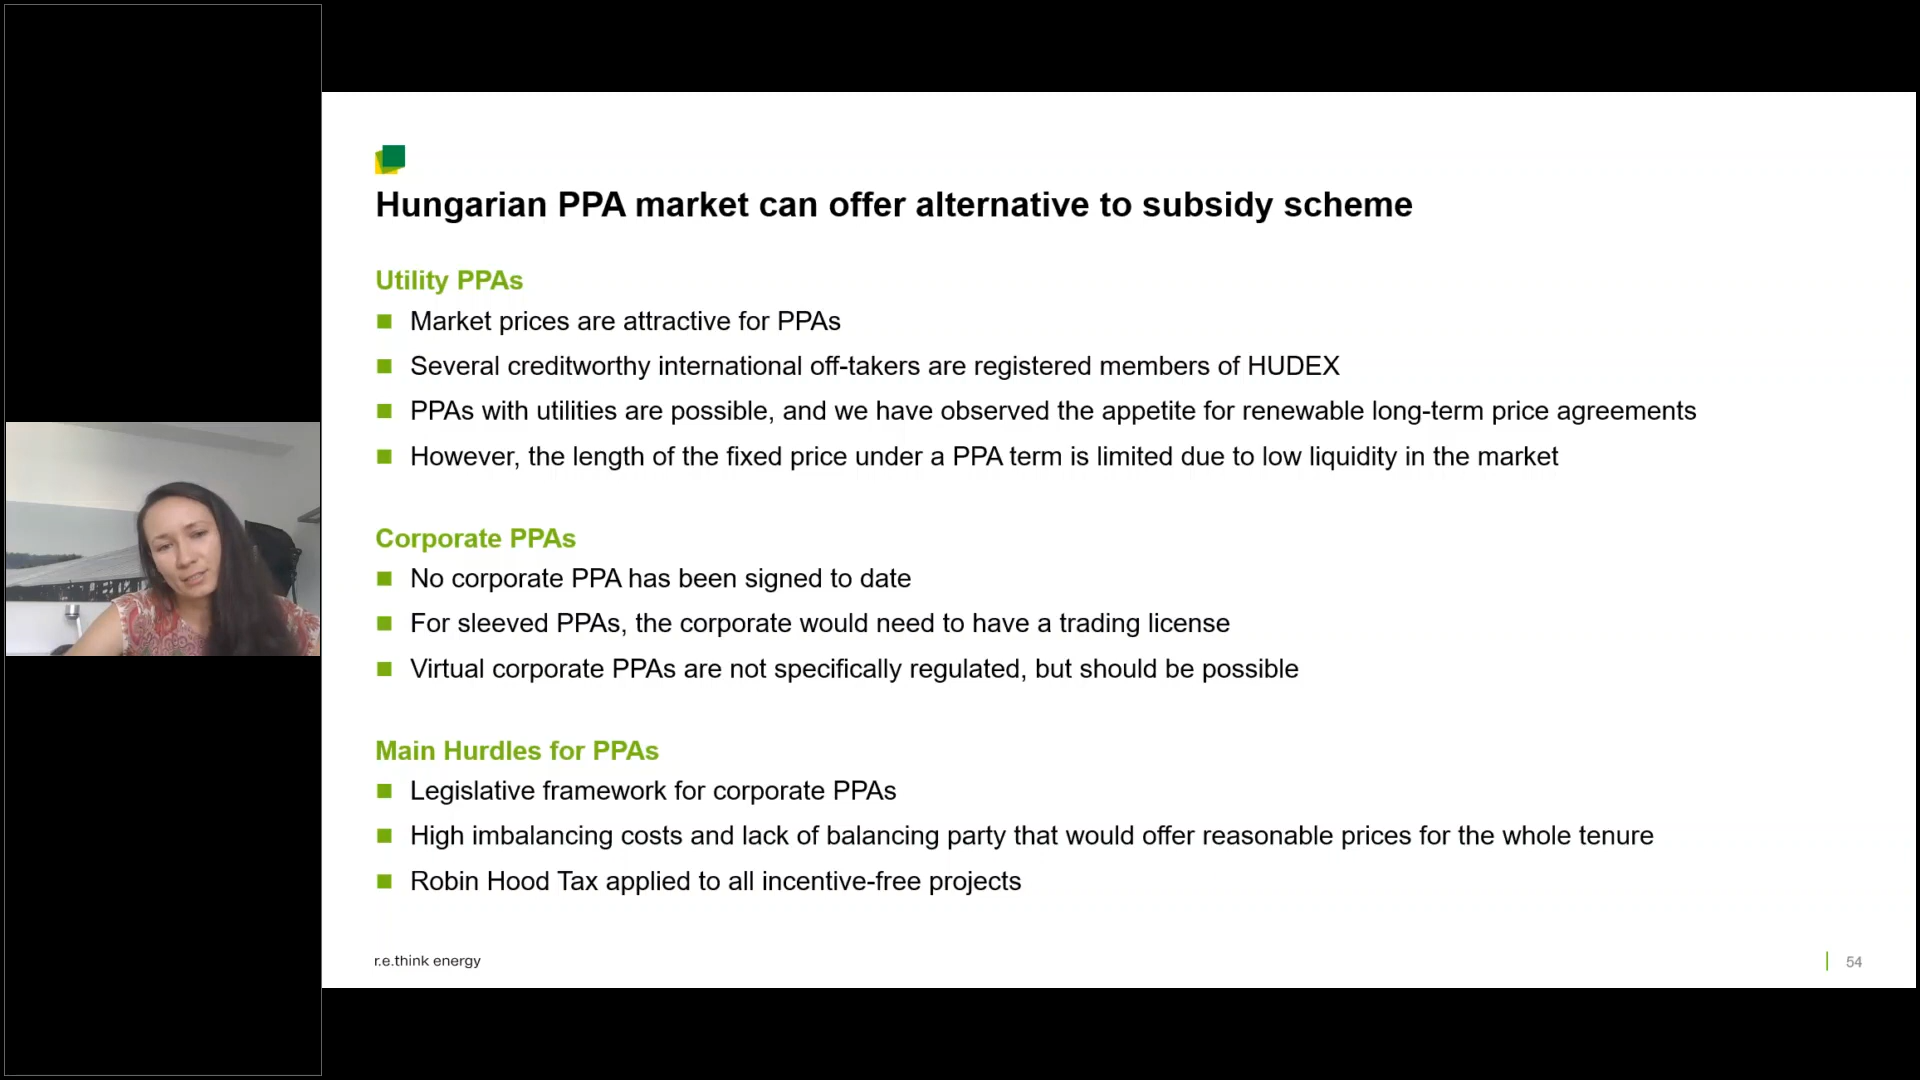 Hungarian PPA market can offer alternative to subsidy scheme
Utility PPAs
Market prices are attractive for PPAs
Several creditworthy international off-takers are registered members of HUDEX
PPAs with utilities are possible, and we have observed the appetite for renewable long-term price agreements
However, the length of the fixed price under a PPA term is limited due to low liquidity in the market
Corporate PPAs
No corporate PPA has been signed to date
For sleeved PPAs, the corporate would need to have a trading license
Virtual corporate PPAs are not specifically regulated, but should be possible
Main Hurdles for PPAs
Legislative framework for corporate PPAs
High imbalancing costs and lack of balancing party that would offer reasonable prices for the whole tenure
Robin Hood Tax applied to all incentive-free projects
r.e.think energy
54